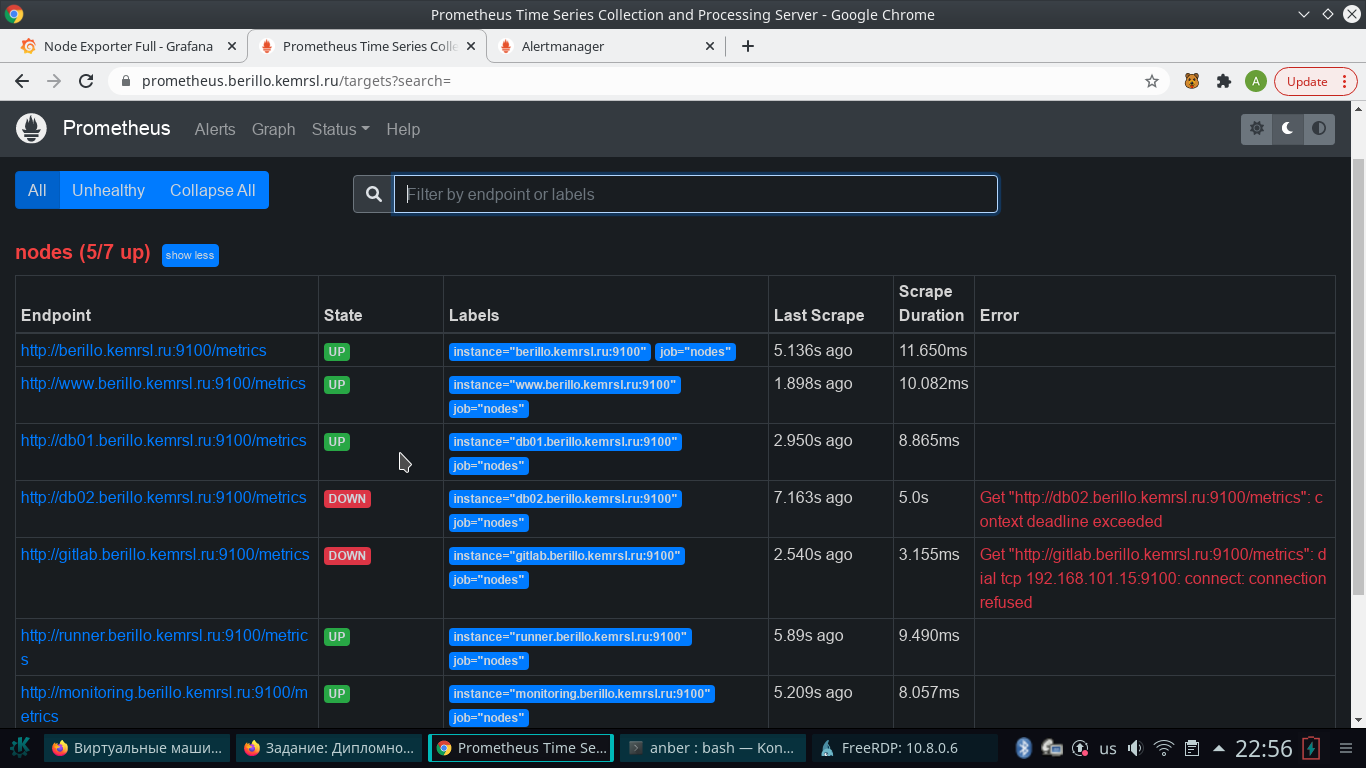 Prometheus Time Series Collection and Processing Server - Google Chrome
Node Exporter Full - Grafana
Prometheus Time Series Colle
Alertmanager
prometheus.berillo.kemrsl.ru/targets?search=
A
Update
Prometheus Alerts Graph Status Help
All Unhealthy Collapse All
Filter by endpoint or labels
nodes (5/7 up) show less
Endpoint State Labels Last Scrape Scrape Duration Error
http://berillo.kemrsl.ru:9100/metrics UP instance="berillo.kemrsl.ru:9100" job="nodes" 5.136s ago 11.650ms
http://www.berillo.kemrsl.ru:9100/metrics UP instance="www.berillo.kemrsl.ru:9100" 1.898s ago 10.082ms
job="nodes"
http://db01.berillo.kemrsl.ru:9100/metrics UP instance="db01.berillo.kemrsl.ru:9100" 2.950s ago 8.865ms
job="nodes"
http://db02.berillo.kemrsl.ru:9100/metrics DOWN instance="db02.berillo.kemrsl.ru:9100" 7.163s ago 5.0s Get "http://db02.berillo.kemrsl.ru:9100/metrics": c
job="nodes" ontext deadline exceeded
http://gitlab.berillo.kemrsl.ru:9100/metrics DOWN instance="gitlab.berillo.kemrsl.ru:9100" 2.540s ago 3.155ms Get "http://gitlab.berillo.kemrsl.ru:9100/metrics": d
job="nodes" ial tcp 192.168.101.15:9100: connect: connection
refused
http://runner.berillo.kemrsl.ru:9100/metric UP instance="runner.berillo.kemrsl.ru:9100" 5.89s ago 9.490ms
s job="nodes"
http://monitoring.berillo.kemrsl.ru:9100/m UP instance="monitoring.berillo.kemrsl.ru:9100" 5.209s ago 8.057ms
etrics job="nodes"
Виртуальные маши...
Задание: Дипломно...
Prometheus Time Se...
anber : bash — Kon...
FreeRDP: 10.8.0.6
us
22:56